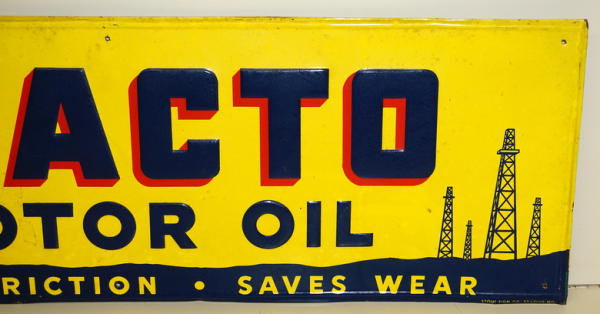 ACTO
OTOR OIL
RICTION • SAVES WEAR